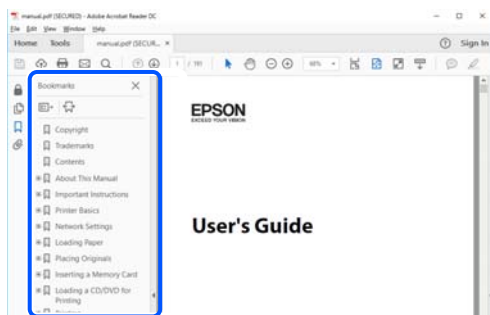 manual.pdf (SECURED) - Adobe Acrobat Reader DC
File Edit View Window Help
Home Tools manual.pdf (SECUR... × Sign In
1 / 191
Bookmarks
Copyright
Trademarks
Contents
About This Manual
Important Instructions
Printer Basics
Network Settings
Loading Paper
Placing Originals
Inserting a Memory Card
Loading a CD/DVD for
Printing
EPSON
EXCEED YOUR VISION
User's Guide